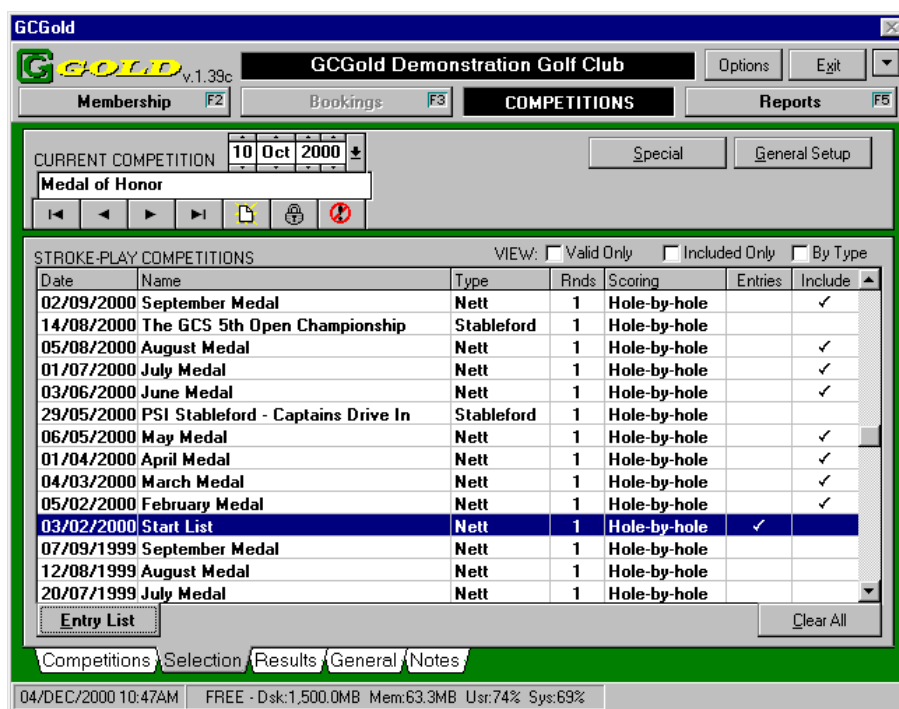 GCGold
G GOLD v.1.39c GCGold Demonstration Golf Club Options Exit
Membership F2 Bookings F3 COMPETITIONS Reports F5
CURRENT COMPETITION 10 Oct 2000 Special General Setup
Medal of Honor
STROKE-PLAY COMPETITIONS VIEW: Valid Only Included Only By Type
Date Name Type Rnds Scoring Entries Include
02/09/2000 September Medal Nett 1 Hole-by-hole ✓
14/08/2000 The GCS 5th Open Championship Stableford 1 Hole-by-hole
05/08/2000 August Medal Nett 1 Hole-by-hole ✓
01/07/2000 July Medal Nett 1 Hole-by-hole ✓
03/06/2000 June Medal Nett 1 Hole-by-hole ✓
29/05/2000 PSI Stableford - Captains Drive In Stableford 1 Hole-by-hole
06/05/2000 May Medal Nett 1 Hole-by-hole ✓
01/04/2000 April Medal Nett 1 Hole-by-hole ✓
04/03/2000 March Medal Nett 1 Hole-by-hole ✓
05/02/2000 February Medal Nett 1 Hole-by-hole ✓
03/02/2000 Start List Nett 1 Hole-by-hole ✓
07/09/1999 September Medal Nett 1 Hole-by-hole
12/08/1999 August Medal Nett 1 Hole-by-hole
20/07/1999 July Medal Nett 1 Hole-by-hole
Entry List Clear All
Competitions Selection Results General Notes
04/DEC/2000 10:47AM FREE - Dsk:1,500.0MB Mem:63.3MB Usr:74% Sys:69%